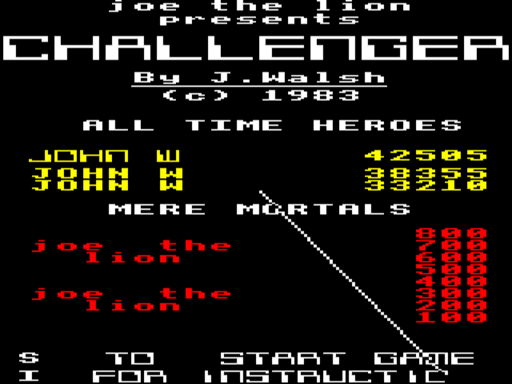 joe the lion
presents
CHALLENGER
By J.Walsh
(c) 1983
ALL TIME HEROES
JOHN W 42505
JOHN W 38355
JOHN W 33210
MERE MORTALS
800
joe the 700
lion 600
500
400
joe the 300
lion 200
100
S TO START GAME
I FOR INSTRUCTIC